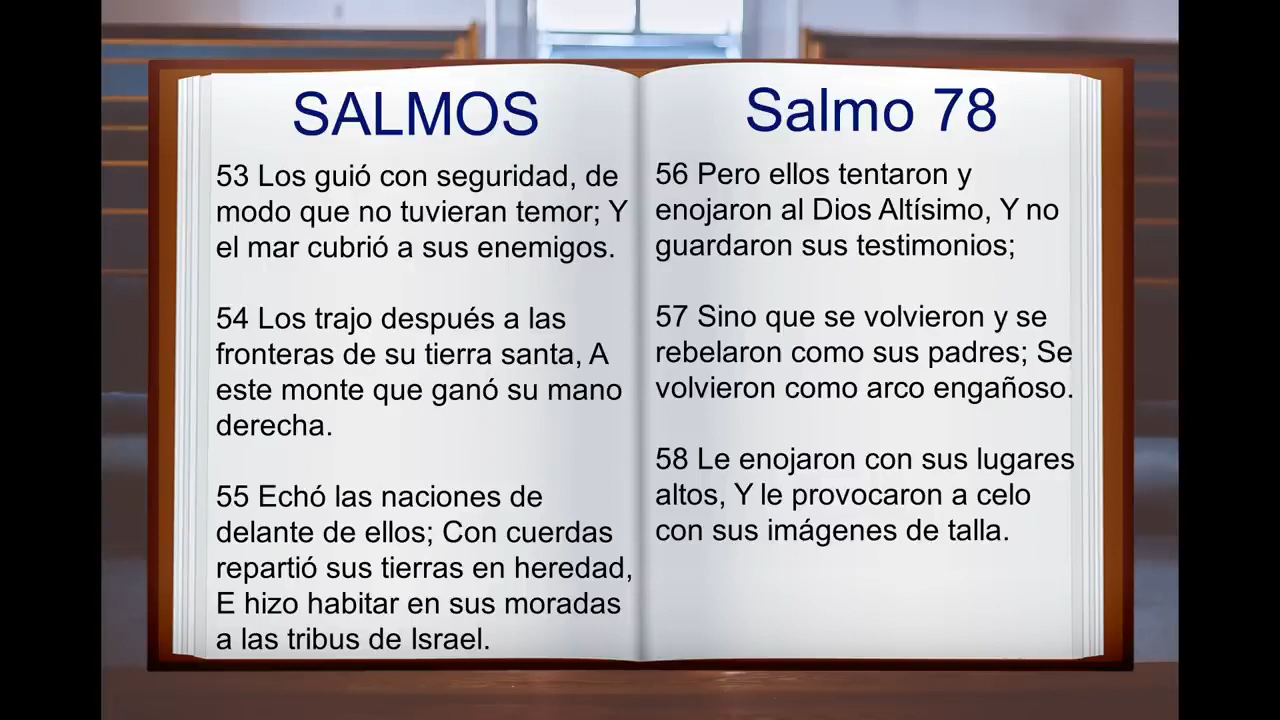 SALMOS
53 Los guió con seguridad, de
modo que no tuvieran temor; Y
el mar cubrió a sus enemigos.
54 Los trajo después a las
fronteras de su tierra santa, A
este monte que ganó su mano
derecha.
55 Echó las naciones de
delante de ellos; Con cuerdas
repartió sus tierras en heredad,
E hizo habitar en sus moradas
a las tribus de Israel.
Salmo 78
56 Pero ellos tentaron y
enojaron al Dios Altísimo, Y no
guardaron sus testimonios;
57 Sino que se volvieron y se
rebelaron como sus padres; Se
volvieron como arco engañoso.
58 Le enojaron con sus lugares
altos, Y le provocaron a celo
con sus imágenes de talla.